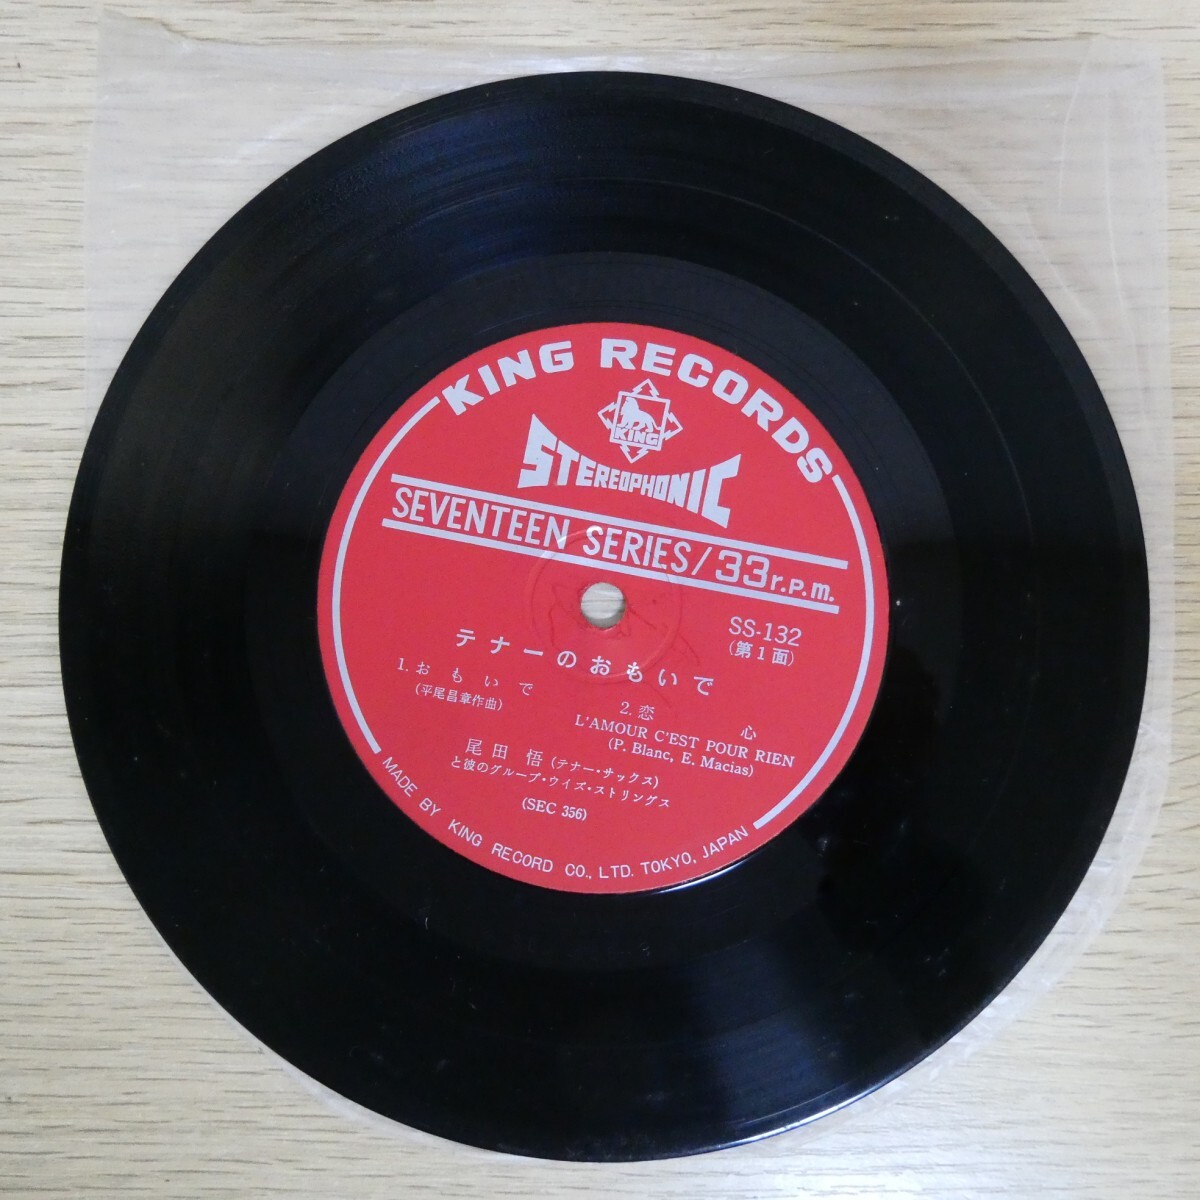 KING RECORDS
KING
STEREOPHONIC
SEVENTEEN SERIES/33r.p.m.
SS-132
(第1面)
テナーのおもいで
1. おもいで
(平尾昌章作曲)
2. 恋心
L'AMOUR C'EST POUR RIEN
(P. Blanc, E. Macias)
尾田 悟 (テナー・サックス)
と彼のグループ・ウイズ・ストリングス
(SEC 356)
MADE BY KING RECORD CO., LTD. TOKYO, JAPAN